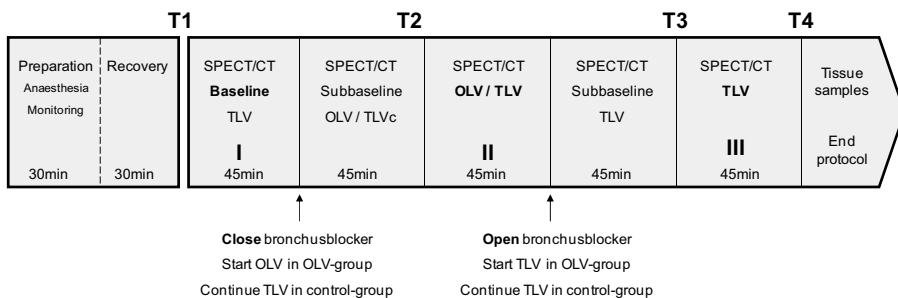 T1 T2 T3 T4
Preparation
Anaesthesia
Monitoring
30min
Recovery
30min
SPECT/CT
Baseline
TLV
I
45min
SPECT/CT
Subbaseline
OLV / TLVc
45min
SPECT/CT
OLV / TLV
II
45min
SPECT/CT
Subbaseline
TLV
45min
SPECT/CT
TLV
III
45min
Tissue
samples
End
protocol
Close bronchusblocker
Start OLV in OLV-group
Continue TLV in control-group
Open bronchusblocker
Start TLV in OLV-group
Continue TLV in control-group